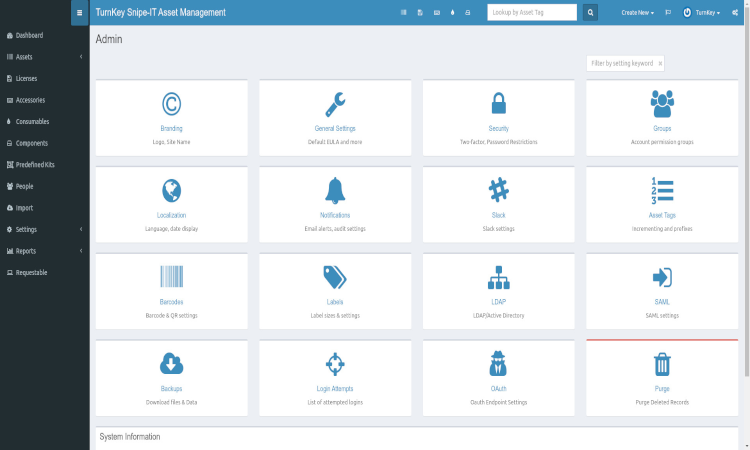 TurnKey Snipe-IT Asset Management
Lookup by Asset Tag
Create New
TurnKey
Dashboard
Assets
Licenses
Accessories
Consumables
Components
Predefined Kits
People
Import
Settings
Reports
Requestable
Admin
Filter by setting keyword x
Branding
Logo, Site Name
General Settings
Default EULA and more
Security
Two factor, Password Restrictions
Groups
Account permission groups
Localization
Language, date display
Notifications
Email alerts, audit settings
Slack
Slack settings
1
2
3
Asset Tags
Incrementing and prefixes
Barcodes
Barcode & QR settings
Labels
Label sizes & settings
LDAP
LDAP/Active Directory
SAML
SAML settings
Backups
Download files & Data
Login Attempts
List of attempted logins
OAuth
Oauth Endpoint Settings
Purge
Purge Deleted Records
System Information